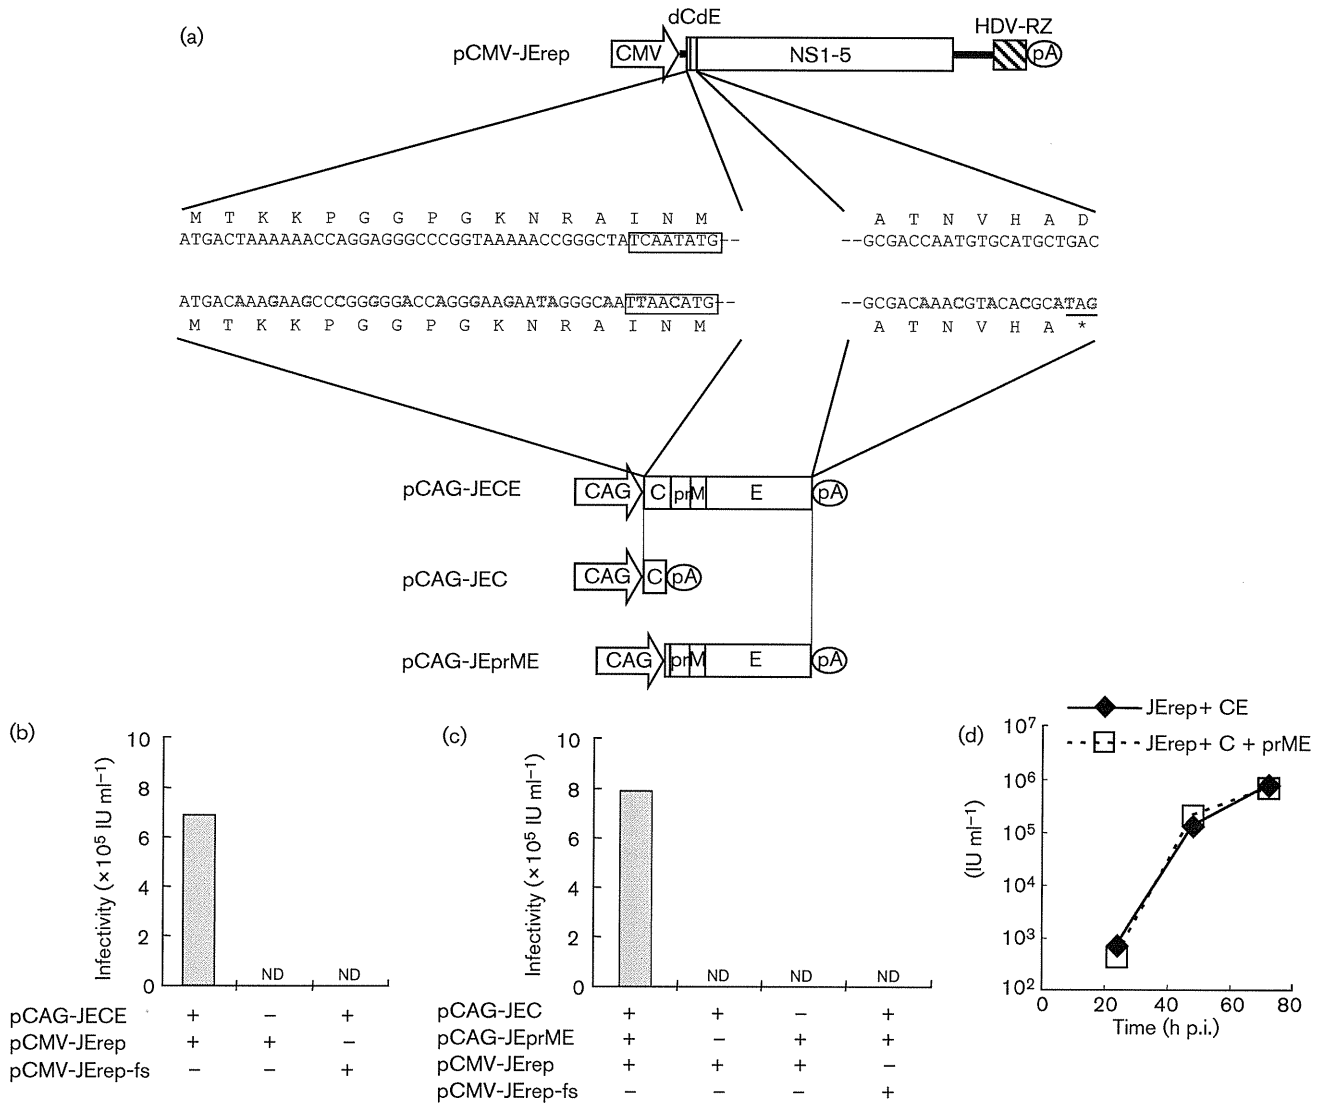 (a)
dCdE
HDV-RZ
pCMV-JErep
CMV
NS1-5
pA
M T K K P G G P G K N R A I N M
A T N V H A D
ATGACTAAAAAACCAGGAGGGCCCGGTAAAAACCGGGCTATCAATATG--
--GCGACCAATGTGCATGCTGAC
ATGACAAAGAAGCCCGGGGGACCAGGGAAGAATAGGGCAATTAACATG--
--GCGACAAACGTACACGCATAG
M T K K P G G P G K N R A I N M
A T N V H A *
pCAG-JECE
CAG
C
prM
E
pA
pCAG-JEC
CAG
C
pA
pCAG-JEprME
CAG
prM
E
pA
(b)
Infectivity (×10⁵ IU ml⁻¹)
10
8
6
4
2
0
ND ND
pCAG-JECE + – +
pCMV-JErep + + –
pCMV-JErep-fs – – +
(c)
Infectivity (×10⁵ IU ml⁻¹)
10
8
6
4
2
0
ND ND ND
pCAG-JEC + + – +
pCAG-JEprME + – + +
pCMV-JErep + + + –
pCMV-JErep-fs – – – +
(d)
JErep+ CE
JErep+ C + prME
(IU ml⁻¹)
10⁷
10⁶
10⁵
10⁴
10³
10²
0 20 40 60 80
Time (h p.i.)